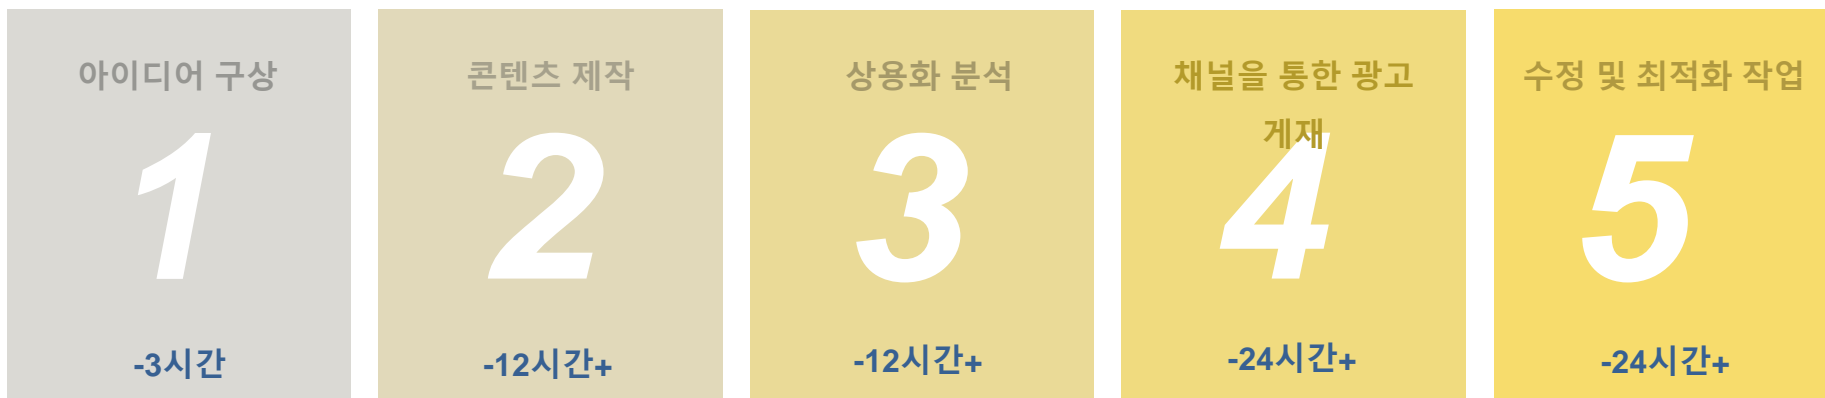 아이디어 구상
1
-3시간
콘텐츠 제작
2
-12시간+
상용화 분석
3
-12시간+
채널을 통한 광고
게재
4
-24시간+
수정 및 최적화 작업
5
-24시간+